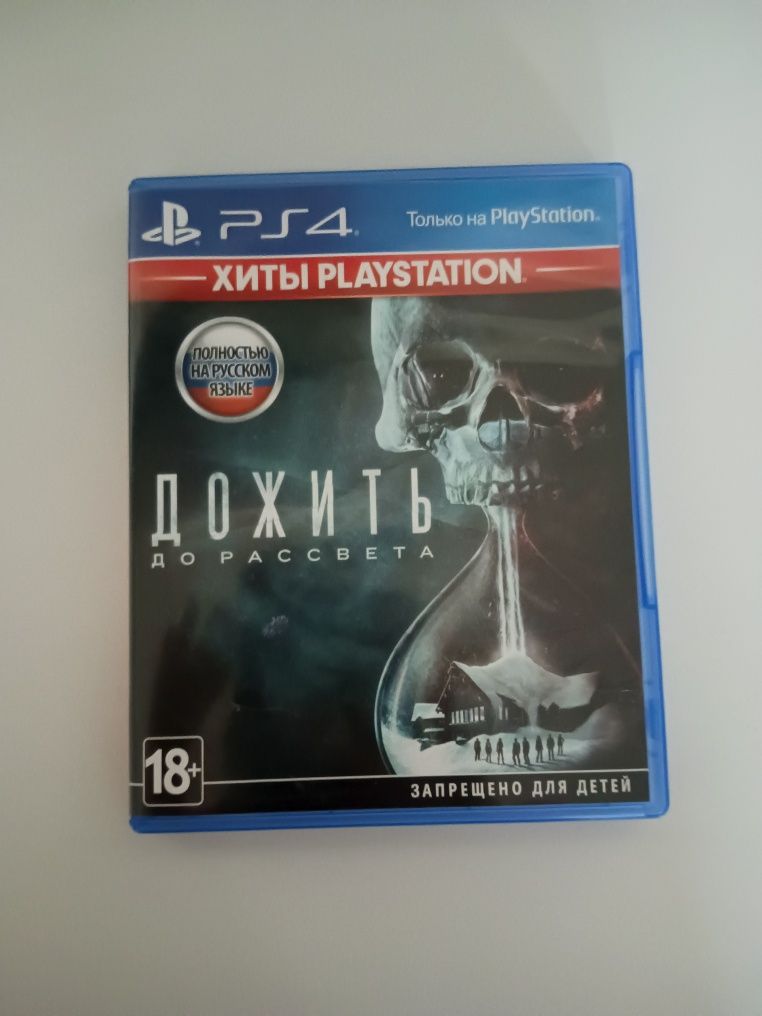 PS4
Только на PlayStation®
ХИТЫ PLAYSTATION®
ПОЛНОСТЬЮ
НА РУССКОМ
ЯЗЫКЕ
ДОЖИТЬ
ДО РАССВЕТА
18+
ЗАПРЕЩЕНО ДЛЯ ДЕТЕЙ